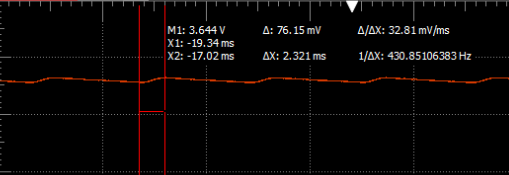 M1: 3.644 V Δ: 76.15 mV Δ/ΔX: 32.81 mV/ms
X1: -19.34 ms
X2: -17.02 ms ΔX: 2.321 ms 1/ΔX: 430.85106383 Hz